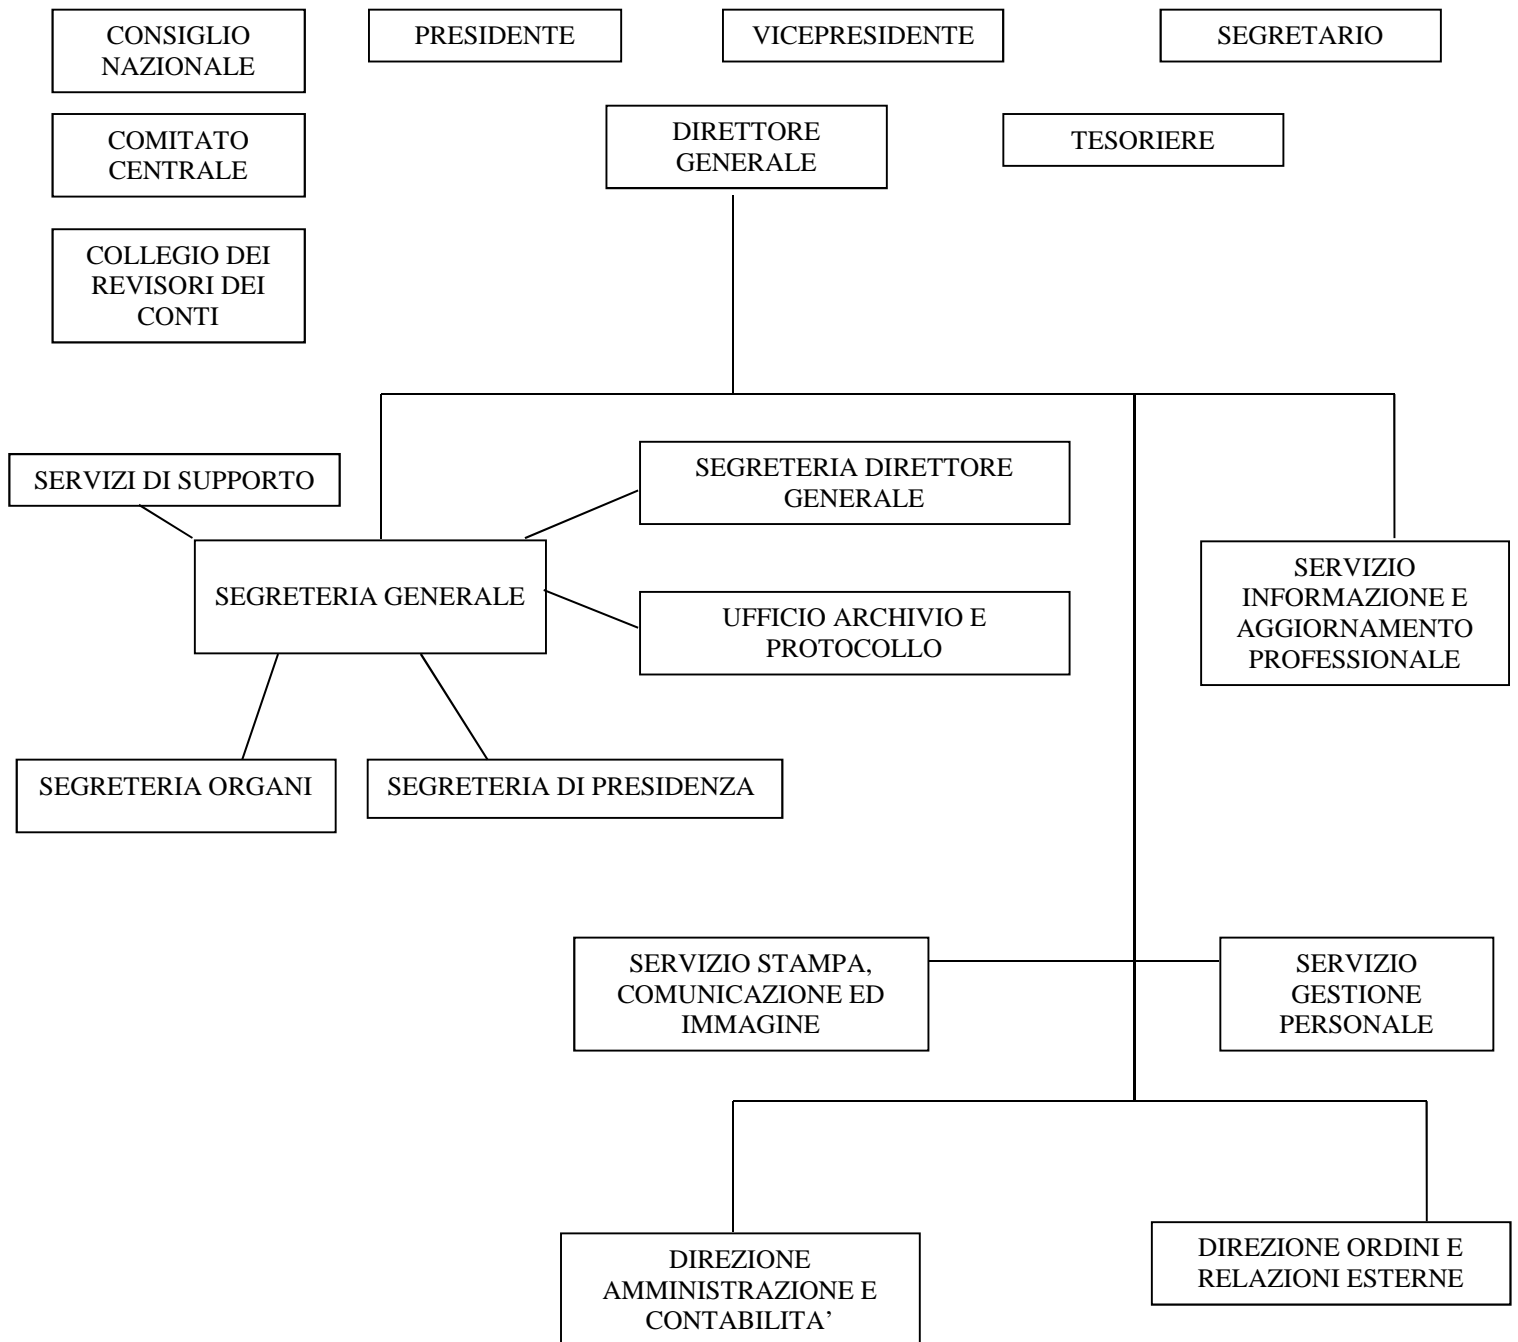 CONSIGLIO
NAZIONALE
PRESIDENTE
VICEPRESIDENTE
SEGRETARIO
COMITATO
CENTRALE
DIRETTORE
GENERALE
TESORIERE
COLLEGIO DEI
REVISORI DEI
CONTI
SERVIZI DI SUPPORTO
SEGRETERIA DIRETTORE
GENERALE
SEGRETERIA GENERALE
UFFICIO ARCHIVIO E
PROTOCOLLO
SERVIZIO
INFORMAZIONE E
AGGIORNAMENTO
PROFESSIONALE
SEGRETERIA ORGANI
SEGRETERIA DI PRESIDENZA
SERVIZIO STAMPA,
COMUNICAZIONE ED
IMMAGINE
SERVIZIO
GESTIONE
PERSONALE
DIREZIONE
AMMINISTRAZIONE E
CONTABILITA’
DIREZIONE ORDINI E
RELAZIONI ESTERNE